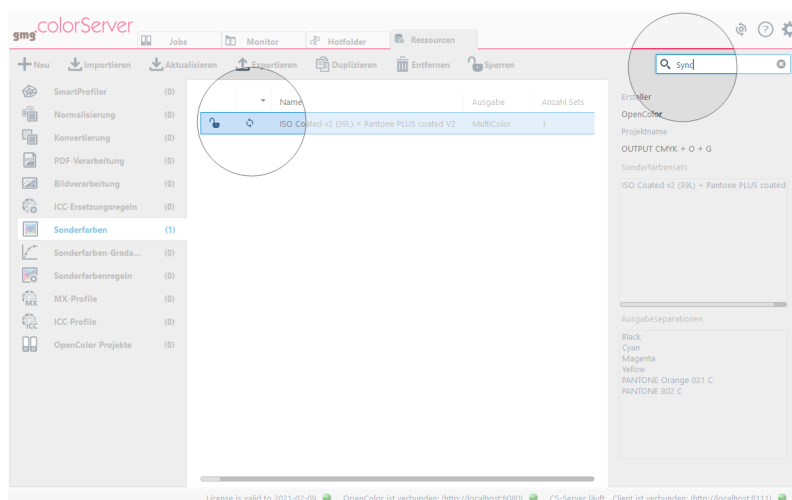 gmg colorServer
Jobs
Monitor
Hotfolder
Ressourcen
Neu
Importieren
Aktualisieren
Exportieren
Duplizieren
Entfernen
Sperren
Sync
SmartProfiler (0)
Normalisierung (0)
Konvertierung (0)
PDF-Verarbeitung (0)
Bildverarbeitung (0)
ICC-Ersetzungsregeln (0)
Sonderfarben (1)
Sonderfarben-Grada... (0)
Sonderfarbenregeln (0)
MX-Profile (0)
ICC-Profile (0)
OpenColor Projekte (0)
Name Ausgabe Anzahl Sets
ISO Coated v2 (39L) + Pantone PLUS coated V2 MultiColor 1
Ersteller
OpenColor
Projektname
OUTPUT CMYK + O + G
Sonderfarbensets
ISO Coated v2 (39L) + Pantone PLUS coated
Ausgabeseparationen
Black
Cyan
Magenta
Yellow
PANTONE Orange 021 C
PANTONE 802 C
License is valid to 2021-02-09 OpenColor ist verbunden: (http://localhost:8080) CS-Server läuft Client ist verbunden: (http://localhost:8111)